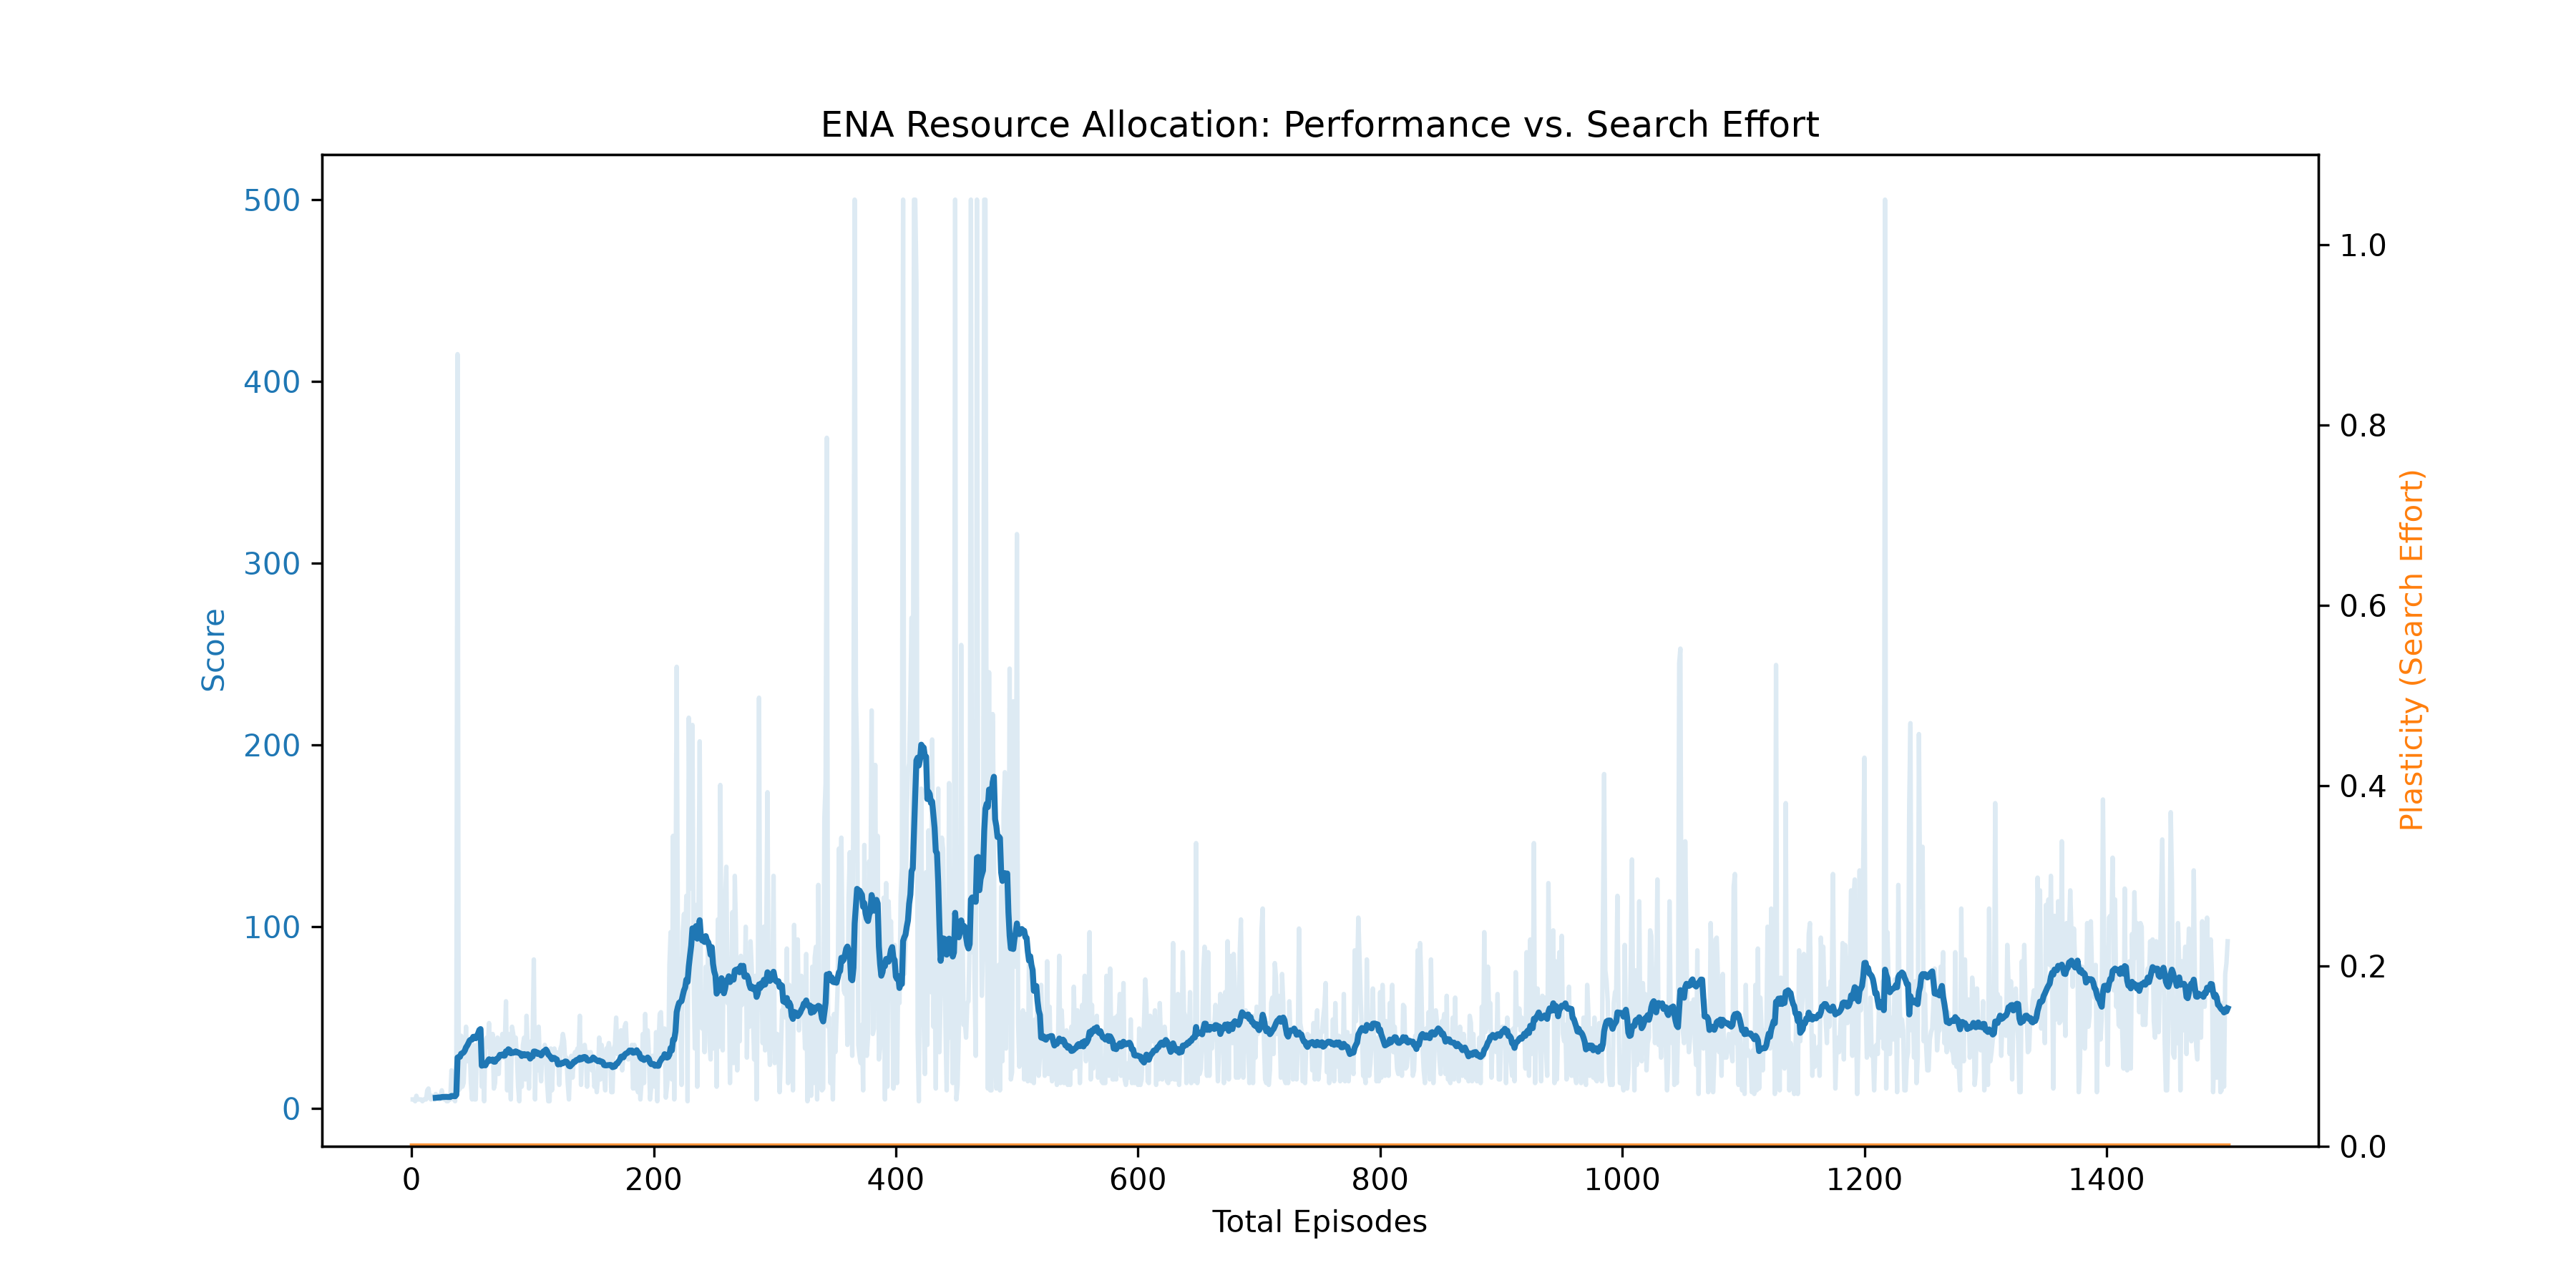 ENA Resource Allocation: Performance vs. Search Effort
500
400
300
200
100
0
Score
1.0
0.8
0.6
0.4
0.2
0.0
Plasticity (Search Effort)
0 200 400 600 800 1000 1200 1400
Total Episodes